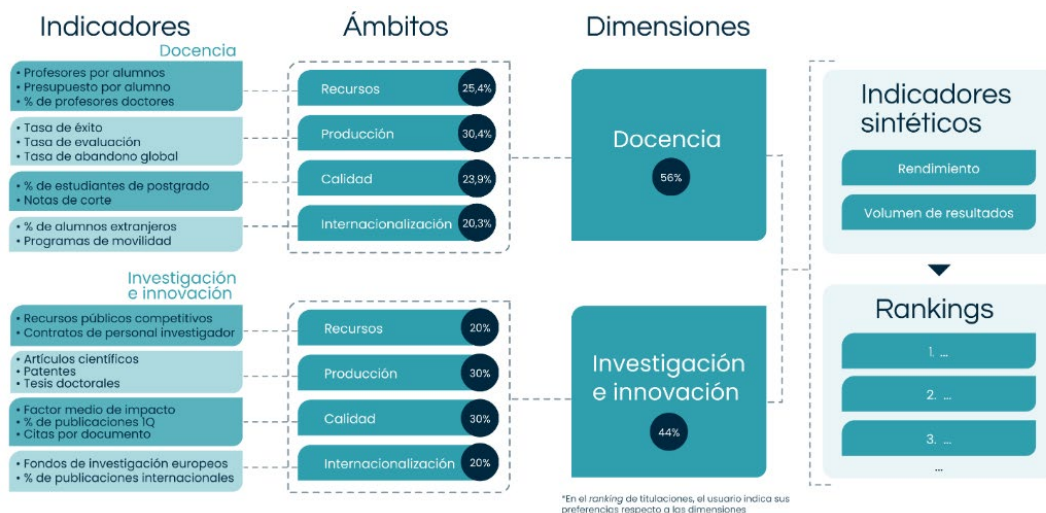 Indicadores
Docencia
• Profesores por alumnos
• Presupuesto por alumno
• % de profesores doctores
• Tasa de éxito
• Tasa de evaluación
• Tasa de abandono global
• % de estudiantes de postgrado
• Notas de corte
• % de alumnos extranjeros
• Programas de movilidad
Investigación
e innovación
• Recursos públicos competitivos
• Contratos de personal investigador
• Artículos científicos
• Patentes
• Tesis doctorales
• Factor medio de impacto
• % de publicaciones 1Q
• Citas por documento
• Fondos de investigación europeos
• % de publicaciones internacionales
Ámbitos
Recursos 25,4%
Producción 30,4%
Calidad 23,9%
Internacionalización 20,3%
Recursos 20%
Producción 30%
Calidad 30%
Internacionalización 20%
Dimensiones
Docencia
56%
Investigación
e innovación
44%
*En el ranking de titulaciones, el usuario indica sus
preferencias respecto a las dimensiones
Indicadores
sintéticos
Rendimiento
Volumen de resultados
Rankings
1. ...
2. ...
3. ...
...